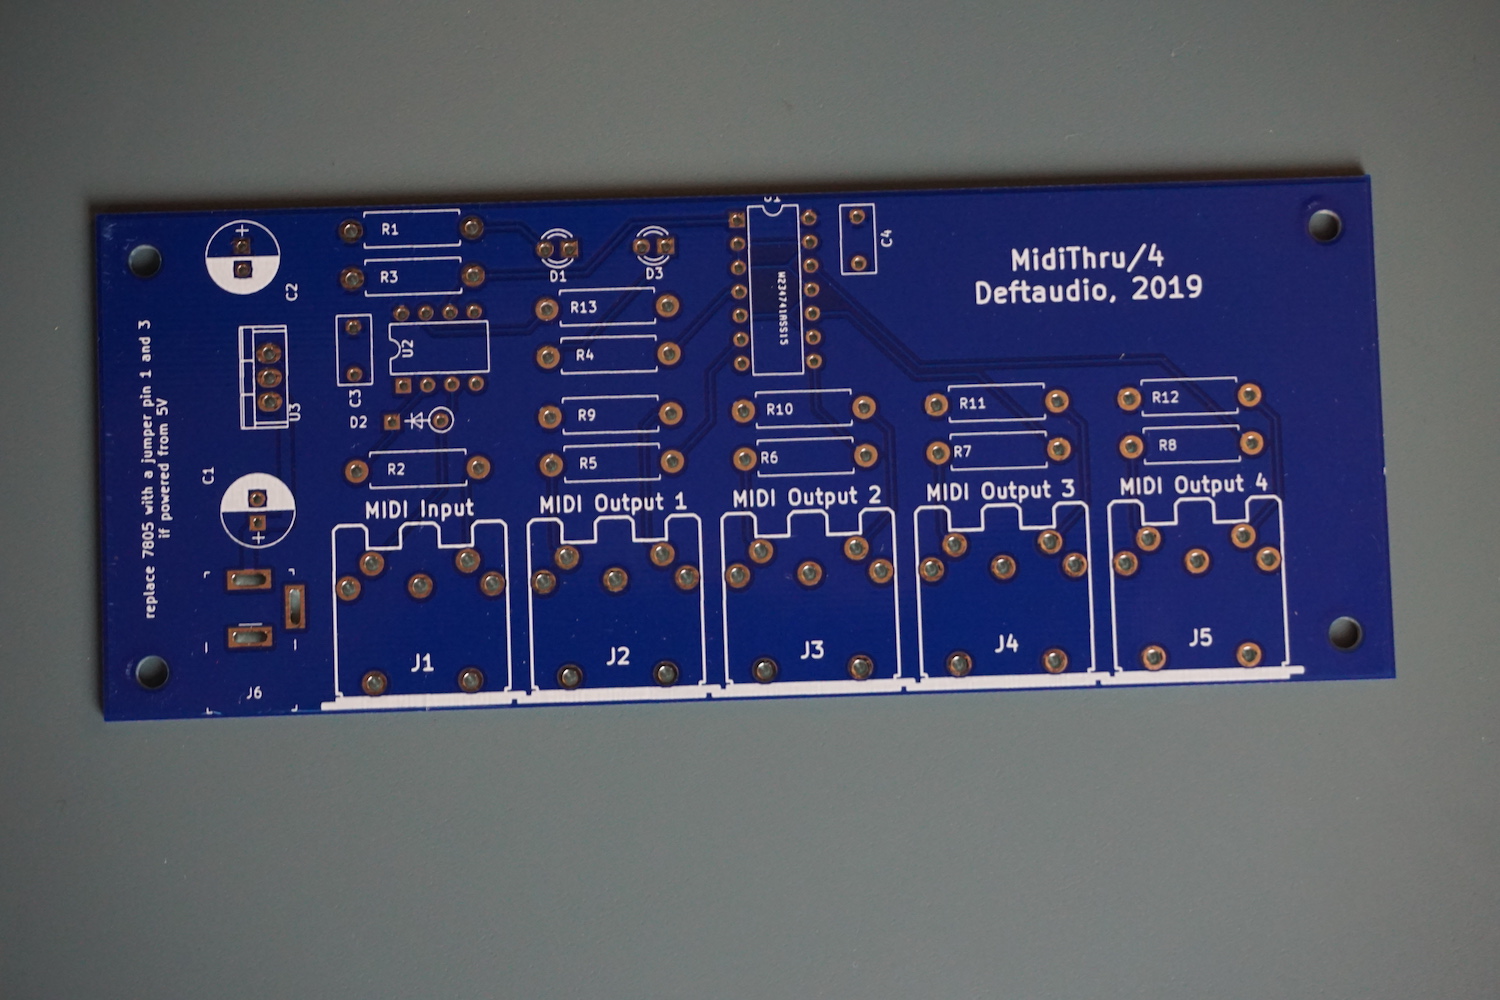 MidiThru/4
Deftaudio, 2019
replace 7805 with a jumper pin 1 and 3
if powered from 5V
C2
U3
C1
J6
R1
R3
C3
U2
D2
R2
D1
D3
R13
R4
R9
R5
C4
R10
R6
R11
R7
R12
R8
MIDI Input
MIDI Output 1
MIDI Output 2
MIDI Output 3
MIDI Output 4
J1
J2
J3
J4
J5